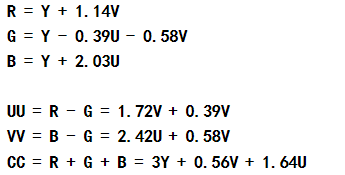 R = Y + 1.14V
G = Y - 0.39U - 0.58V
B = Y + 2.03U
UU = R - G = 1.72V + 0.39V
VV = B - G = 2.42U + 0.58V
CC = R + G + B = 3Y + 0.56V + 1.64U